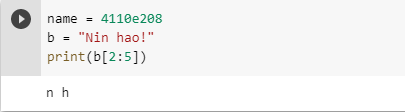 name = 4110e208
b = "Nin hao!"
print(b[2:5])
n h